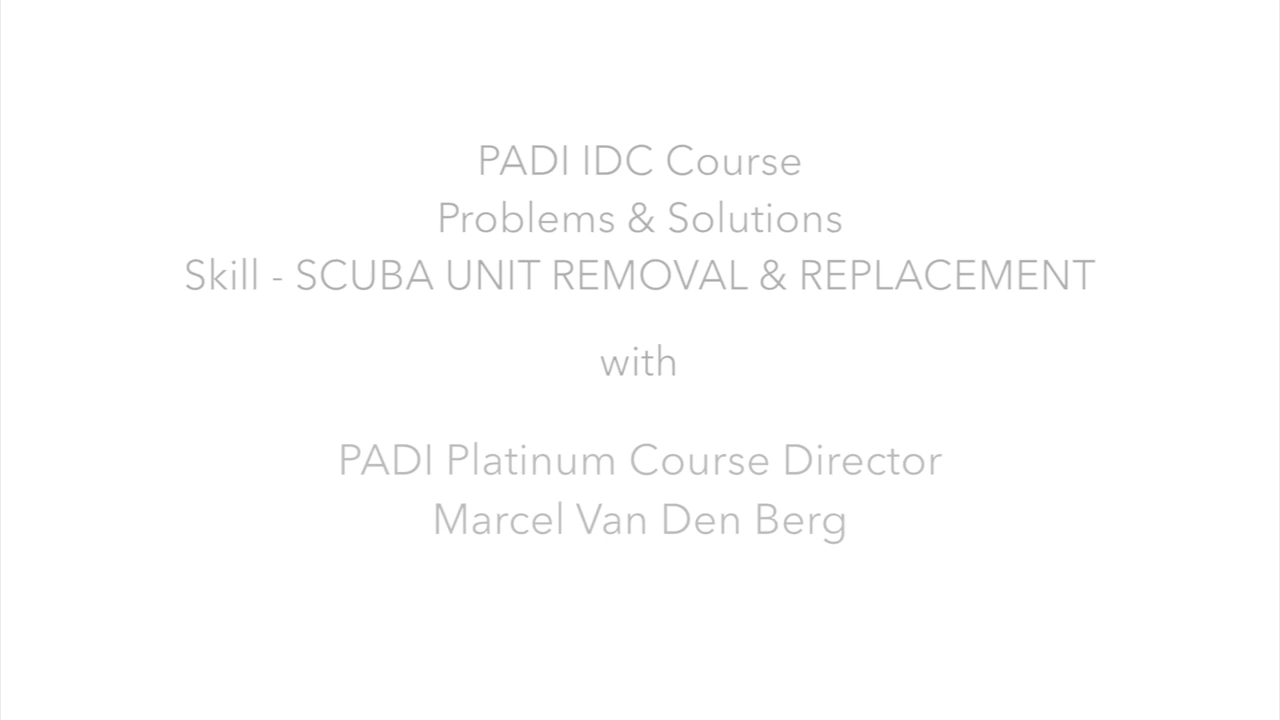 PADI IDC Course
Problems & Solutions
Skill - SCUBA UNIT REMOVAL & REPLACEMENT
with
PADI Platinum Course Director
Marcel Van Den Berg